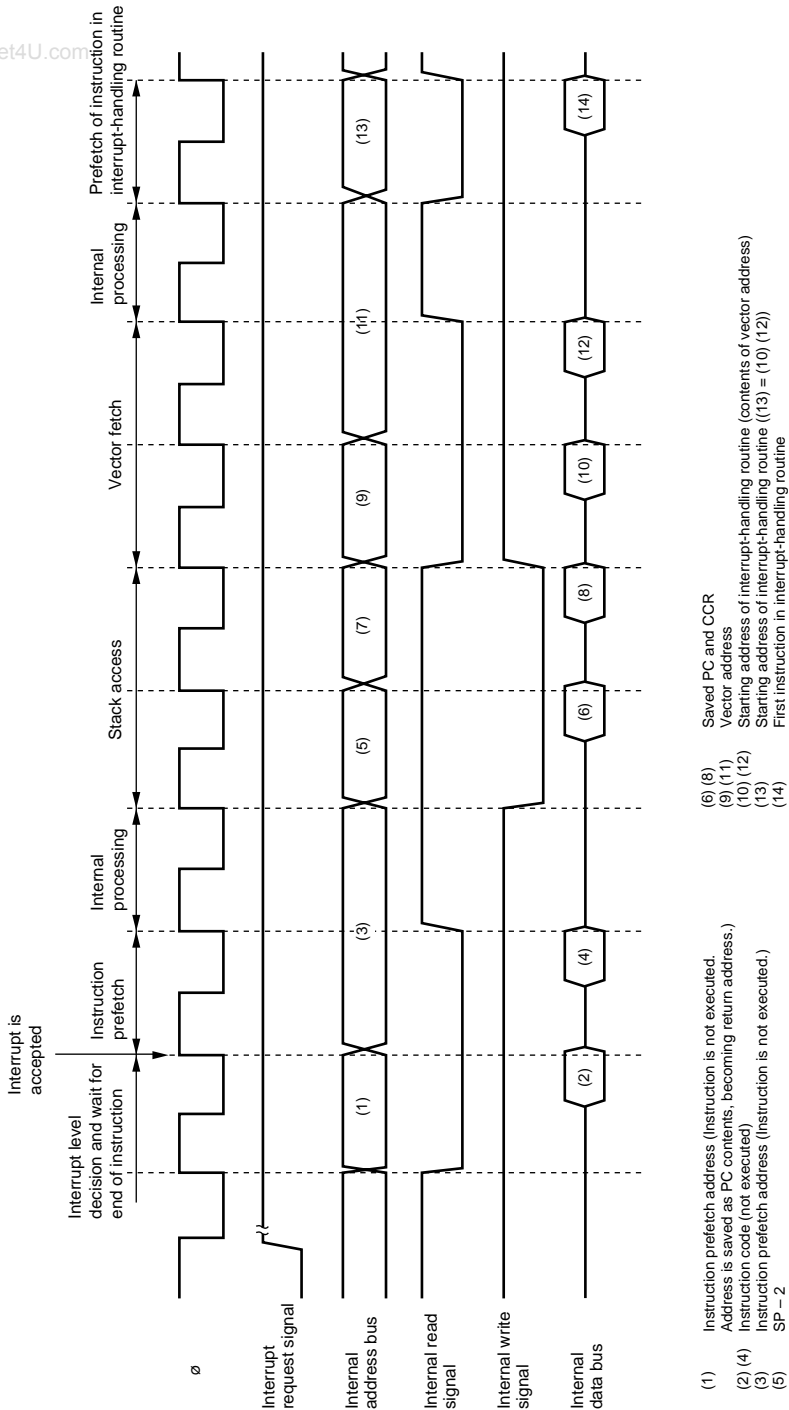 et4U.com
Interrupt is
accepted
Interrupt level
decision and wait for
end of instruction
Instruction
prefetch
Internal
processing
Stack access
Vector fetch
Internal
processing
Prefetch of instruction in
interrupt-handling routine
ø
Interrupt
request signal
Internal
address bus
(1)
(3)
(5)
(7)
(9)
(11)
(13)
Internal read
signal
Internal write
signal
Internal
data bus
(2)
(4)
(6)
(8)
(10)
(12)
(14)
(1) Instruction prefetch address (Instruction is not executed.
Address is saved as PC contents, becoming return address.)
(2) (4) Instruction code (not executed)
(3) Instruction prefetch address (Instruction is not executed.)
(5) SP – 2
(6) (8) Saved PC and CCR
(9) (11) Vector address
(10) (12) Starting address of interrupt-handling routine (contents of vector address)
(13) Starting address of interrupt-handling routine ((13) = (10) (12))
(14) First instruction in interrupt-handling routine